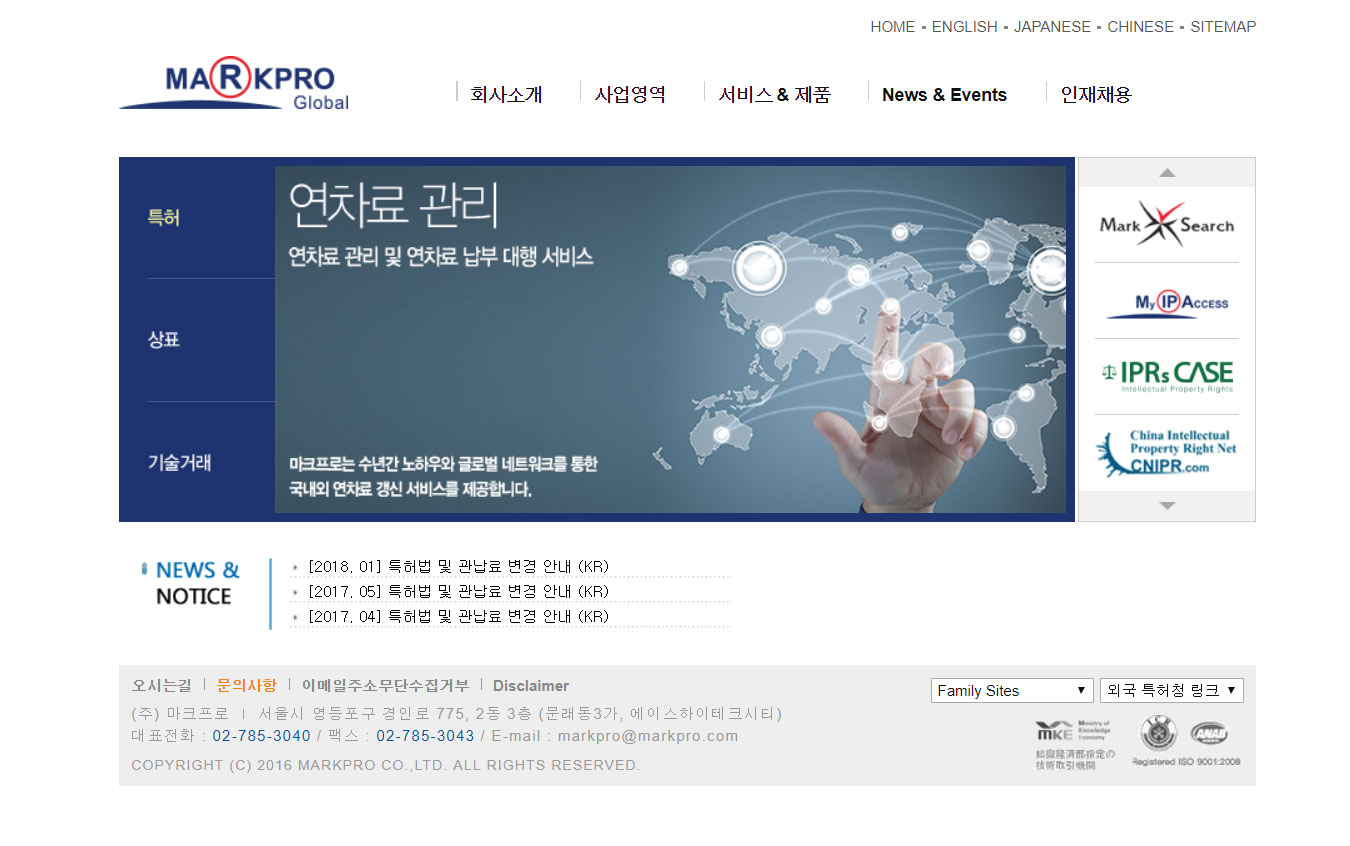 HOME ▪ ENGLISH ▪ JAPANESE ▪ CHINESE ▪ SITEMAP
MARKPRO
Global
회사소개 사업영역 서비스 & 제품 News & Events 인재채용
특허
상표
기술거래
연차료 관리
연차료 관리 및 연차료 납부 대행 서비스
마크프로는 수년간 노하우와 글로벌 네트워크를 통한
국내외 연차료 갱신 서비스를 제공합니다.
Mark Search
My IP Access
IPRs CASE
Intellectual Property Rights
China Intellectual
Property Right Net
CNIPR.com
NEWS &
NOTICE
[2018. 01] 특허법 및 관납료 변경 안내 (KR)
[2017. 05] 특허법 및 관납료 변경 안내 (KR)
[2017. 04] 특허법 및 관납료 변경 안내 (KR)
오시는길 | 문의사항 | 이메일주소무단수집거부 | Disclaimer
(주) 마크프로 ㅣ 서울시 영등포구 경인로 775, 2동 3층 (문래동3가, 에이스하이테크시티)
대표전화 : 02-785-3040 / 팩스 : 02-785-3043 / E-mail : markpro@markpro.com
COPYRIGHT (C) 2016 MARKPRO CO.,LTD. ALL RIGHTS RESERVED.
Family Sites
외국 특허청 링크
MKE Ministry of
Knowledge
Economy
知識経済部指定の
技術取引機関
ANAB
Registered ISO 9001:2008